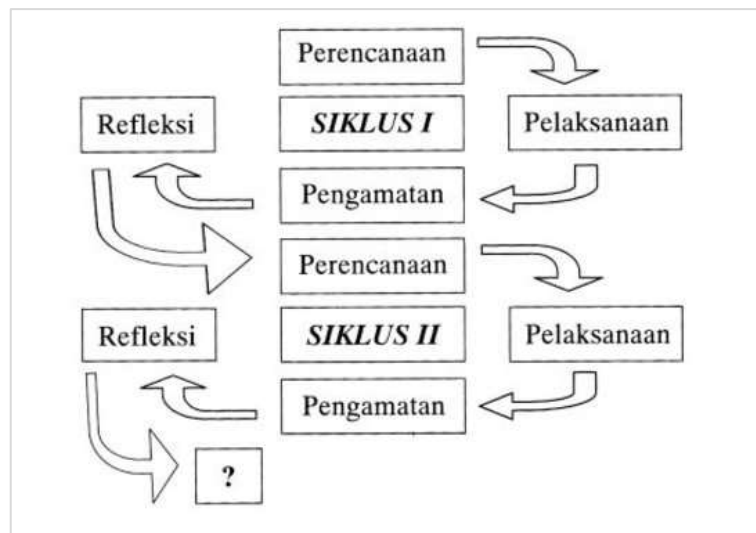 Perencanaan
Refleksi
SIKLUS I
Pelaksanaan
Pengamatan
Perencanaan
Refleksi
SIKLUS II
Pelaksanaan
Pengamatan
?